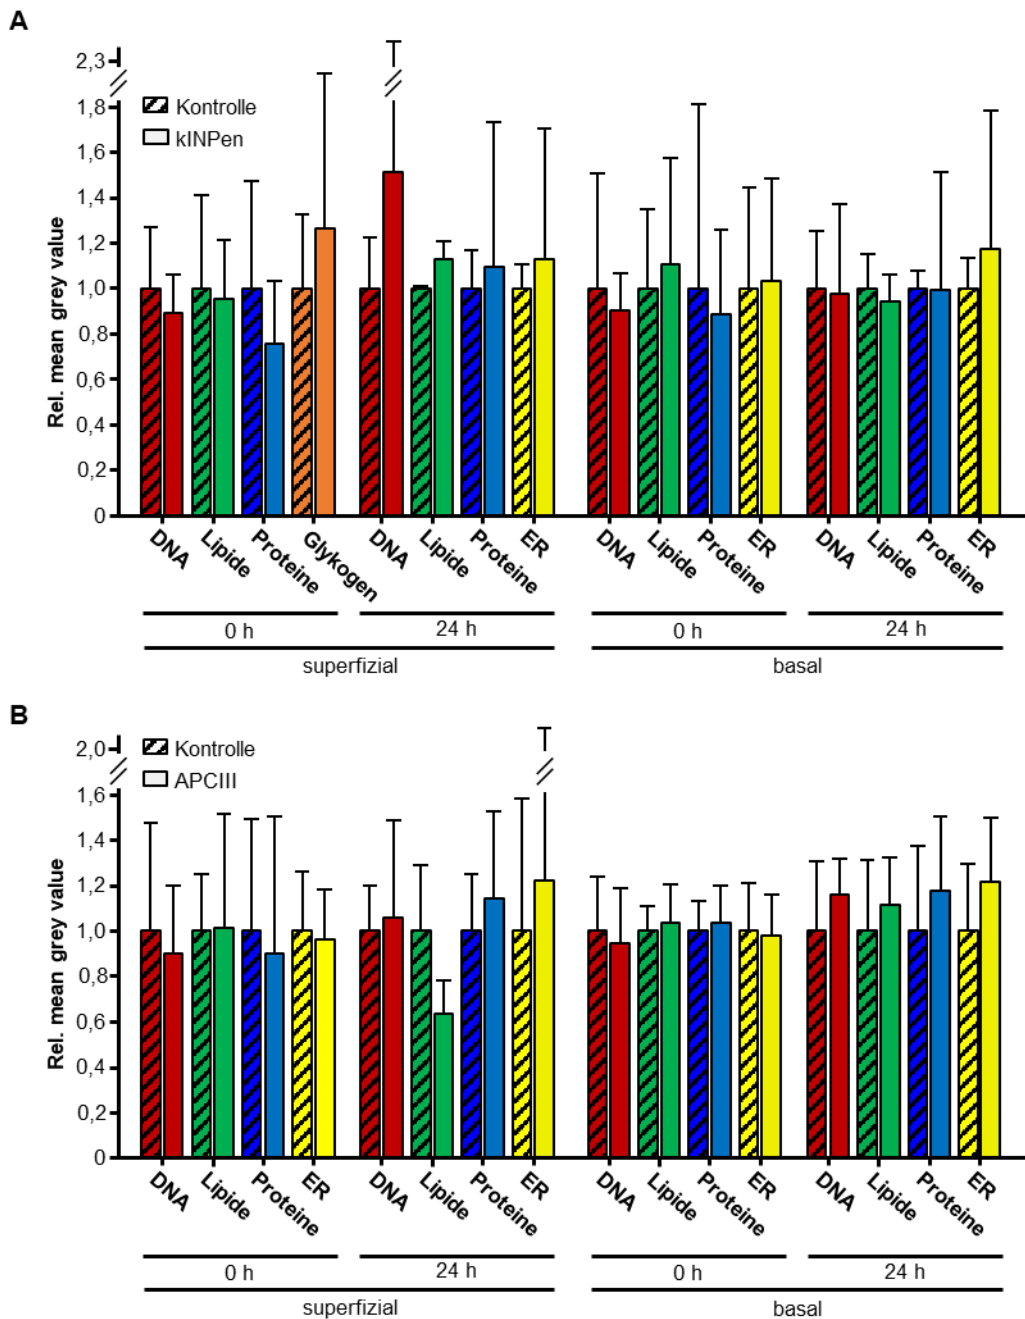 A
Rel. mean grey value
2,3
1,8
1,6
1,4
1,2
1,0
0,8
0,6
0,4
0,2
0
Kontrolle
kINPen
DNA Lipide Proteine Glykogen DNA Lipide Proteine ER DNA Lipide Proteine ER DNA Lipide Proteine ER
0 h 24 h 0 h 24 h
superfizial basal
B
Rel. mean grey value
2,0
1,6
1,4
1,2
1,0
0,8
0,6
0,4
0,2
0
Kontrolle
APCIII
DNA Lipide Proteine ER DNA Lipide Proteine ER DNA Lipide Proteine ER DNA Lipide Proteine ER
0 h 24 h 0 h 24 h
superfizial basal